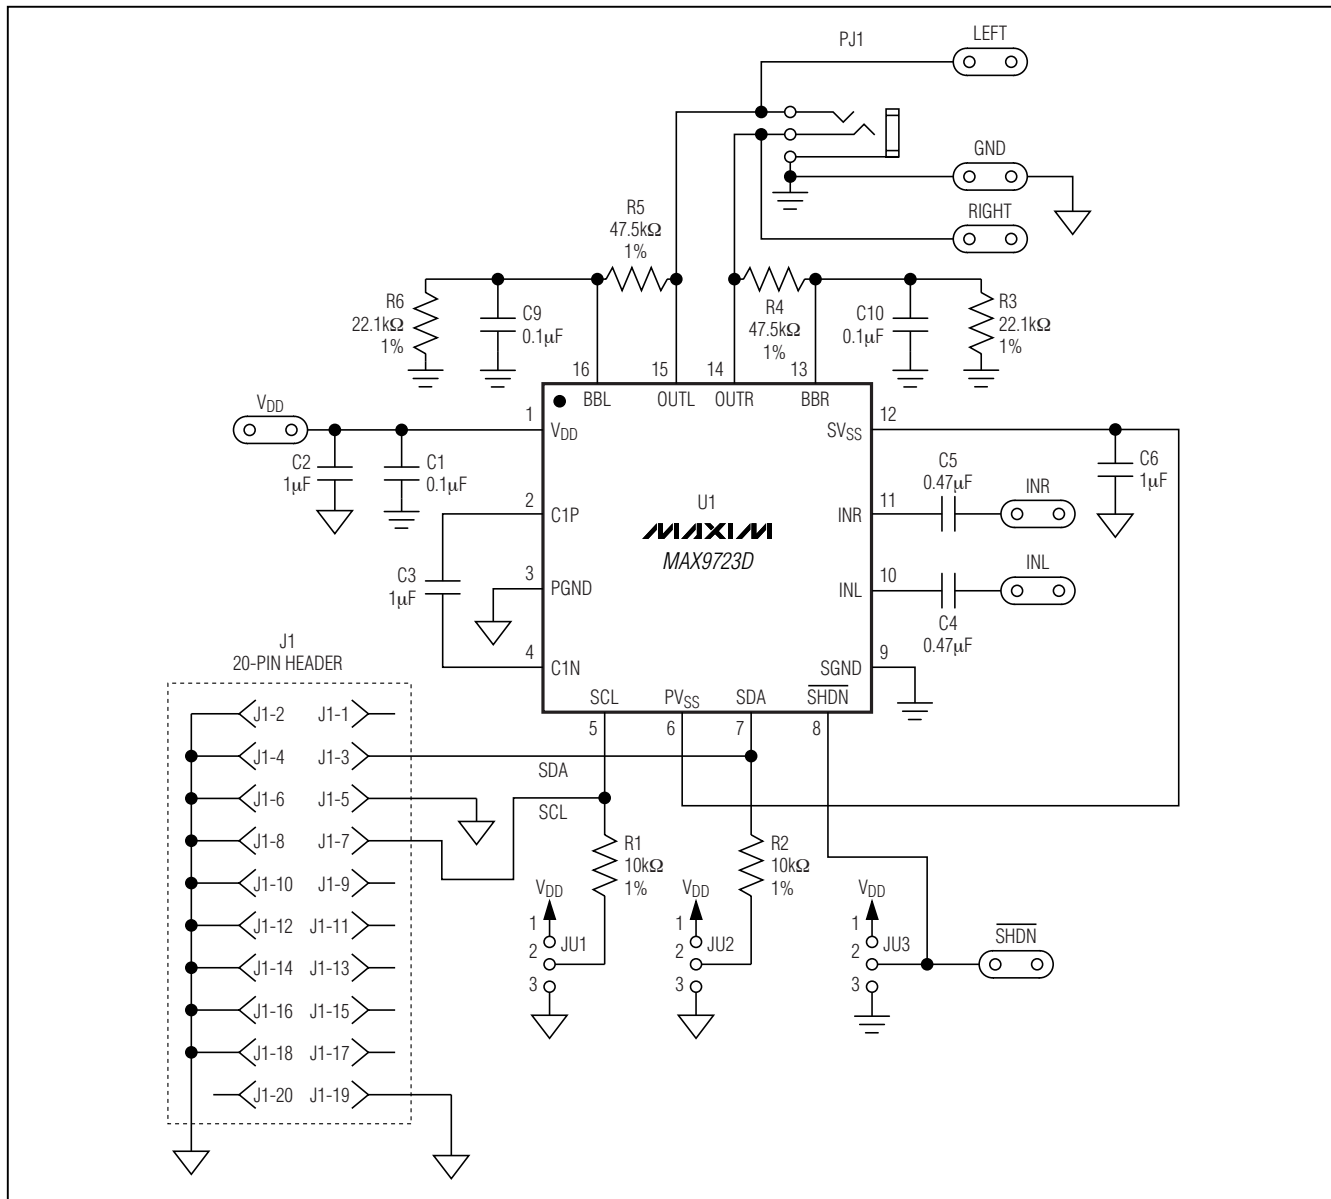 PJ1
LEFT
GND
RIGHT
R5
47.5kΩ
1%
R6
22.1kΩ
1%
C9
0.1µF
R4
47.5kΩ
1%
C10
0.1µF
R3
22.1kΩ
1%
16 15 14 13
BBL OUTL OUTR BBR
VDD
1
VDD
C2
1µF
C1
0.1µF
12
SVSS
C6
1µF
2
C1P
U1
MAXIM
MAX9723D
INR
11
C5
0.47µF
INR
C3
1µF
3
PGND
INL
10
C4
0.47µF
INL
4
C1N
SGND
9
SCL PVSS SDA SHDN
5 6 7 8
J1
20-PIN HEADER
J1-2 J1-1
J1-4 J1-3
J1-6 J1-5
J1-8 J1-7
J1-10 J1-9
J1-12 J1-11
J1-14 J1-13
J1-16 J1-15
J1-18 J1-17
J1-20 J1-19
SDA
SCL
R1
10kΩ
1%
R2
10kΩ
1%
VDD
1
2
3
JU1
VDD
1
2
3
JU2
VDD
1
2
3
JU3
SHDN